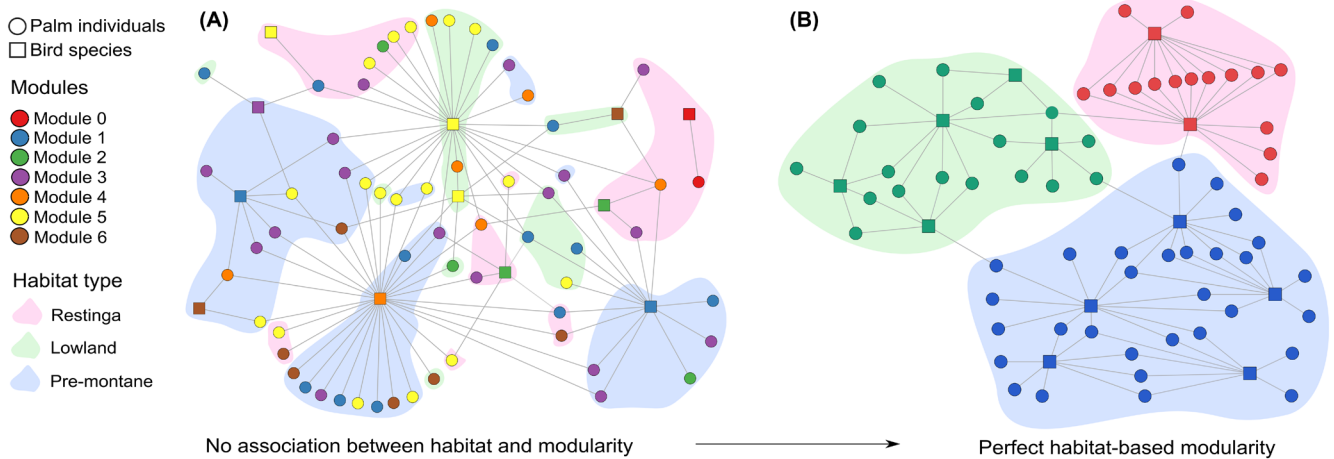 Palm individuals
Bird species
Modules
Module 0
Module 1
Module 2
Module 3
Module 4
Module 5
Module 6
Habitat type
Restinga
Lowland
Pre-montane
(A)
(B)
No association between habitat and modularity
Perfect habitat-based modularity